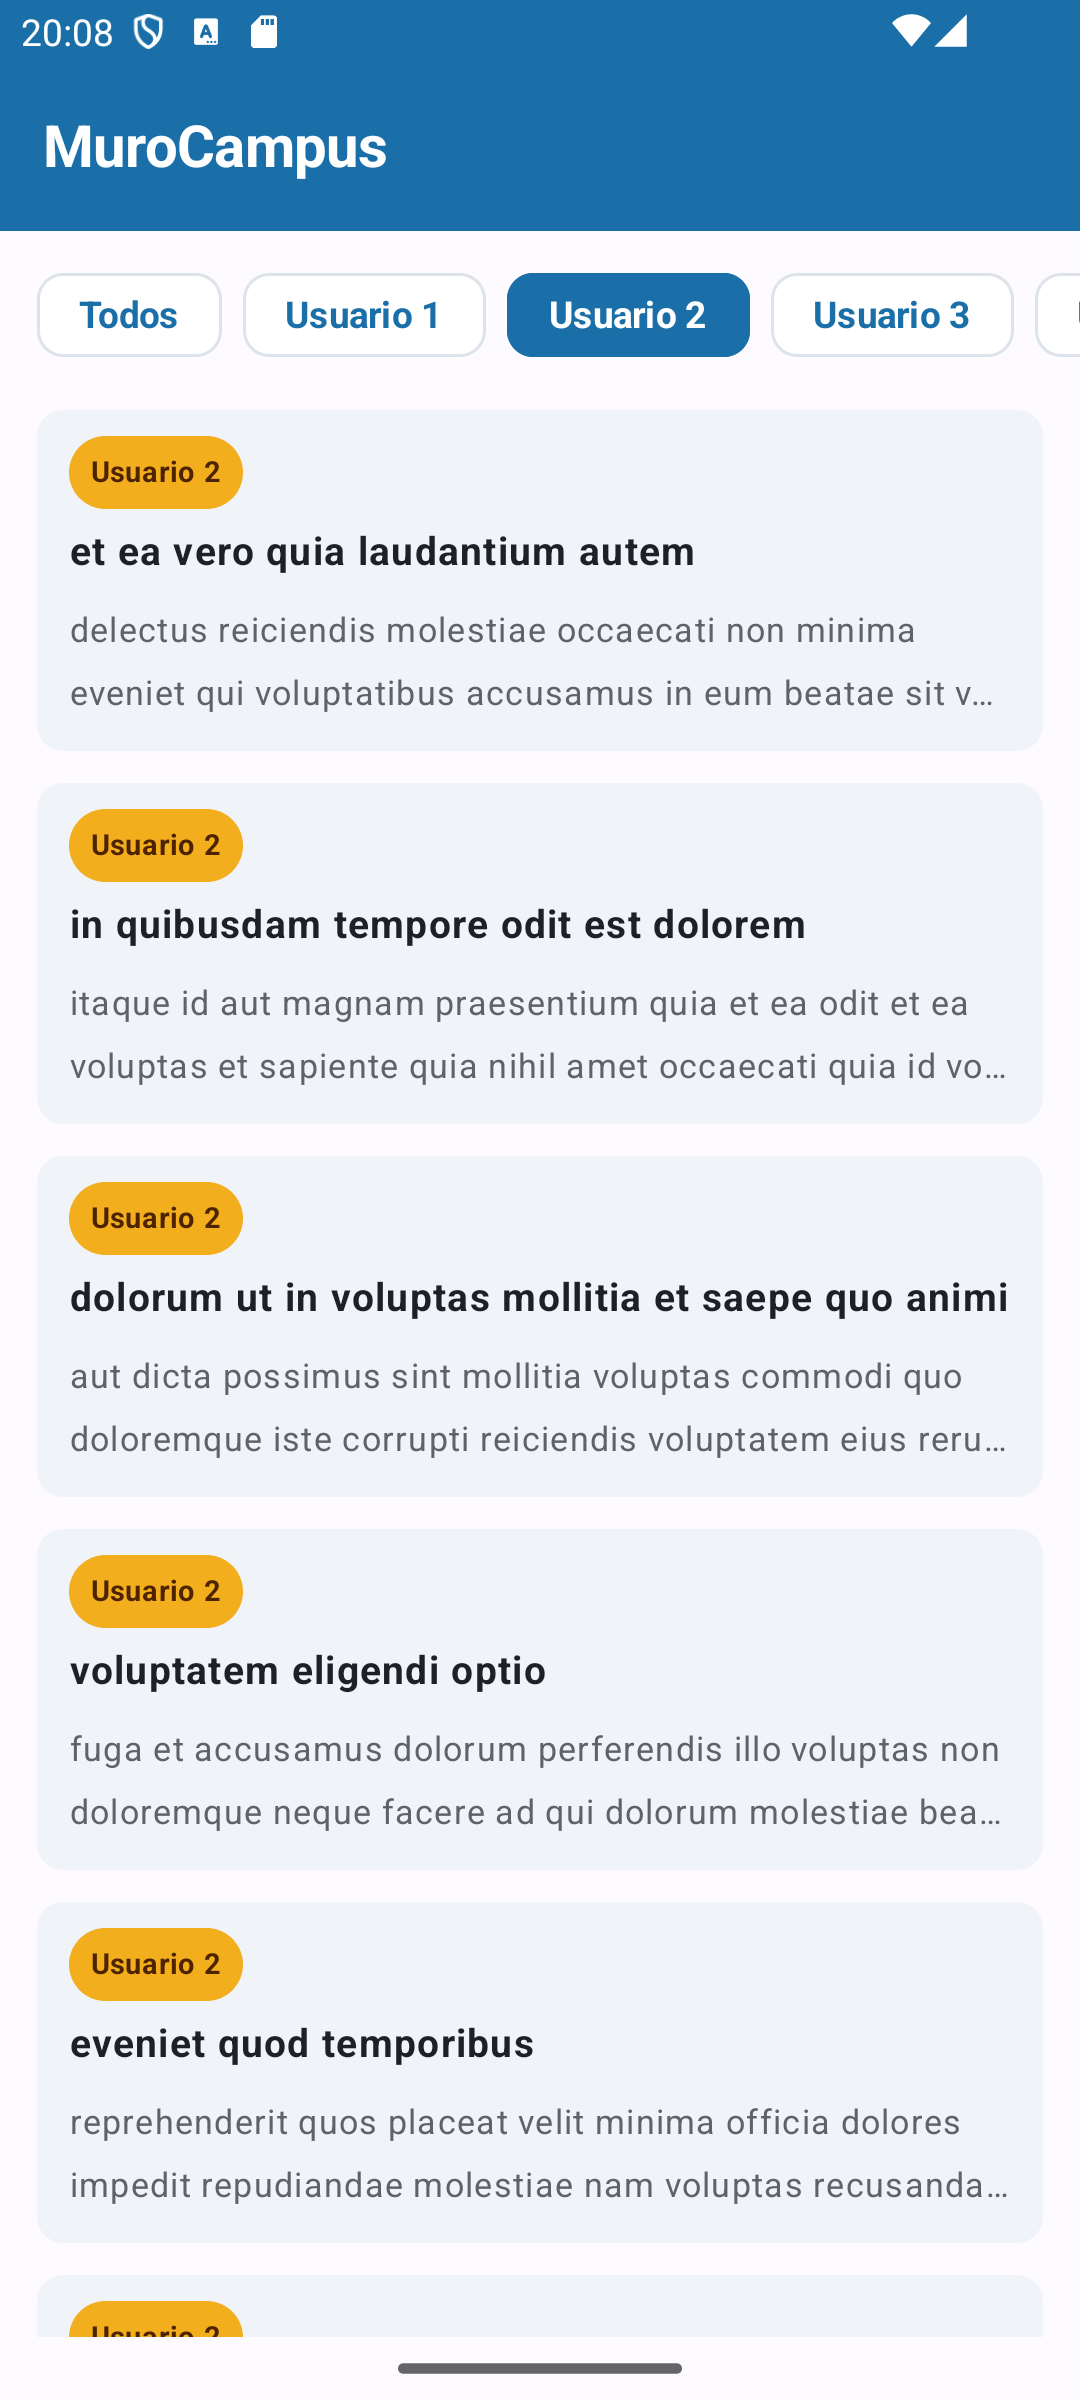 20:08
MuroCampus
Todos
Usuario 1
Usuario 2
Usuario 3
Usuario 2
et ea vero quia laudantium autem
delectus reiciendis molestiae occaecati non minima
eveniet qui voluptatibus accusamus in eum beatae sit v…
Usuario 2
in quibusdam tempore odit est dolorem
itaque id aut magnam praesentium quia et ea odit et ea
voluptas et sapiente quia nihil amet occaecati quia id vo…
Usuario 2
dolorum ut in voluptas mollitia et saepe quo animi
aut dicta possimus sint mollitia voluptas commodi quo
doloremque iste corrupti reiciendis voluptatem eius reru…
Usuario 2
voluptatem eligendi optio
fuga et accusamus dolorum perferendis illo voluptas non
doloremque neque facere ad qui dolorum molestiae bea…
Usuario 2
eveniet quod temporibus
reprehenderit quos placeat velit minima officia dolores
impedit repudiandae molestiae nam voluptas recusanda…
Usuario 2